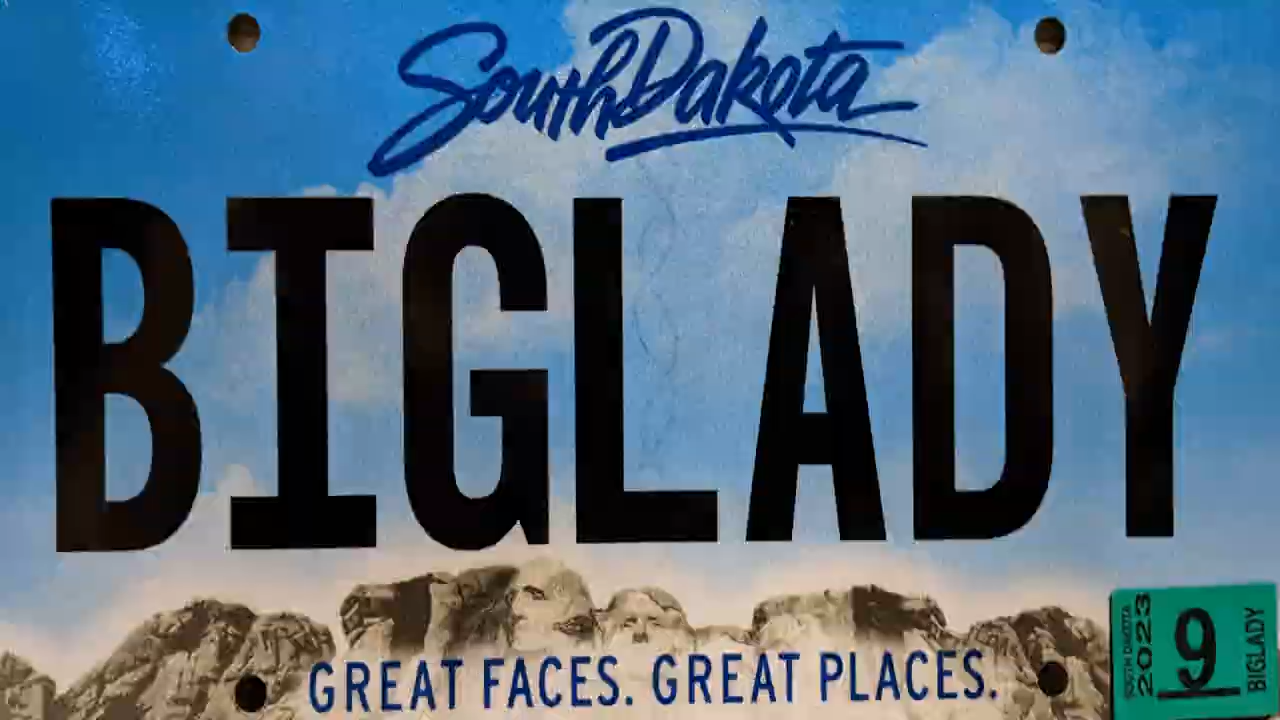 South Dakota
BIGLADY
GREAT FACES. GREAT PLACES.
SOUTH DAKOTA
2023
9
BIGLADY